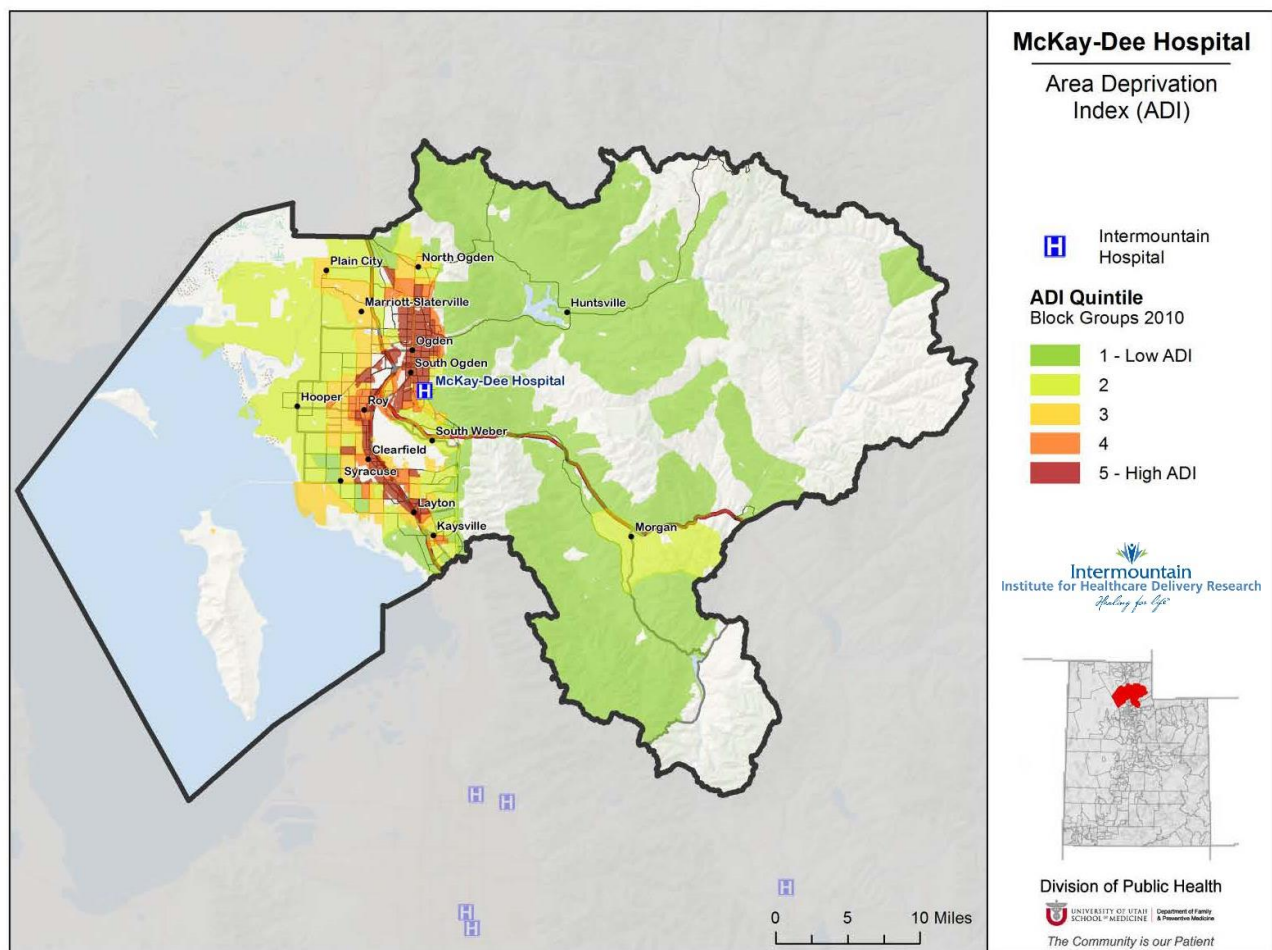 McKay-Dee Hospital
Area Deprivation
Index (ADI)
H
Intermountain
Hospital
ADI Quintile
Block Groups 2010
1 - Low ADI
2
3
4
5 - High ADI
Intermountain
Institute for Healthcare Delivery Research
Healing for life
Division of Public Health
UNIVERSITY OF UTAH
SCHOOL OF MEDICINE
Department of Family
& Preventive Medicine
The Community is our Patient
Plain City
North Ogden
Marriott-Slaterville
Huntsville
Ogden
South Ogden
McKay-Dee Hospital
H
Hooper
Roy
South Weber
Clearfield
Syracuse
Layton
Kaysville
Morgan
H
H
H
H
H
0 5 10 Miles